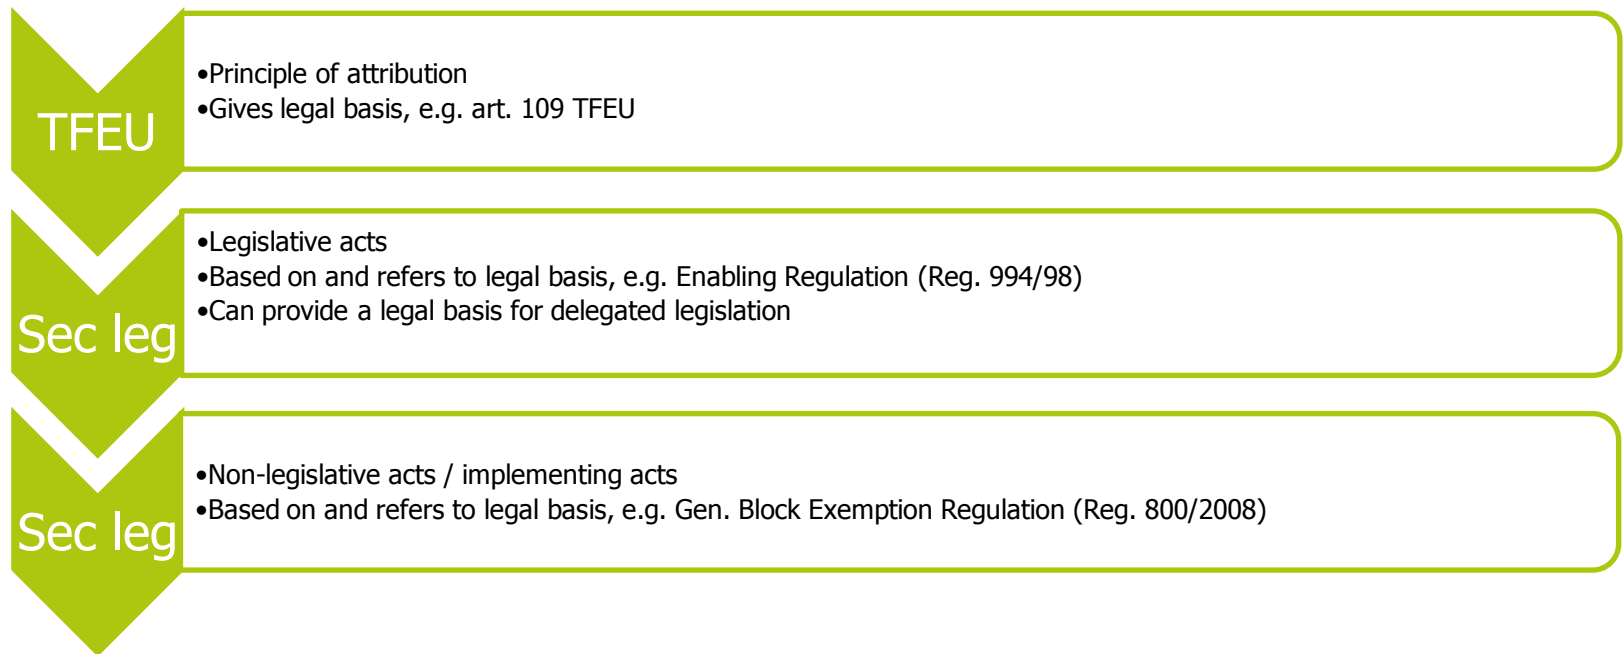 TFEU
•Principle of attribution
•Gives legal basis, e.g. art. 109 TFEU
Sec leg
•Legislative acts
•Based on and refers to legal basis, e.g. Enabling Regulation (Reg. 994/98)
•Can provide a legal basis for delegated legislation
Sec leg
•Non-legislative acts / implementing acts
•Based on and refers to legal basis, e.g. Gen. Block Exemption Regulation (Reg. 800/2008)